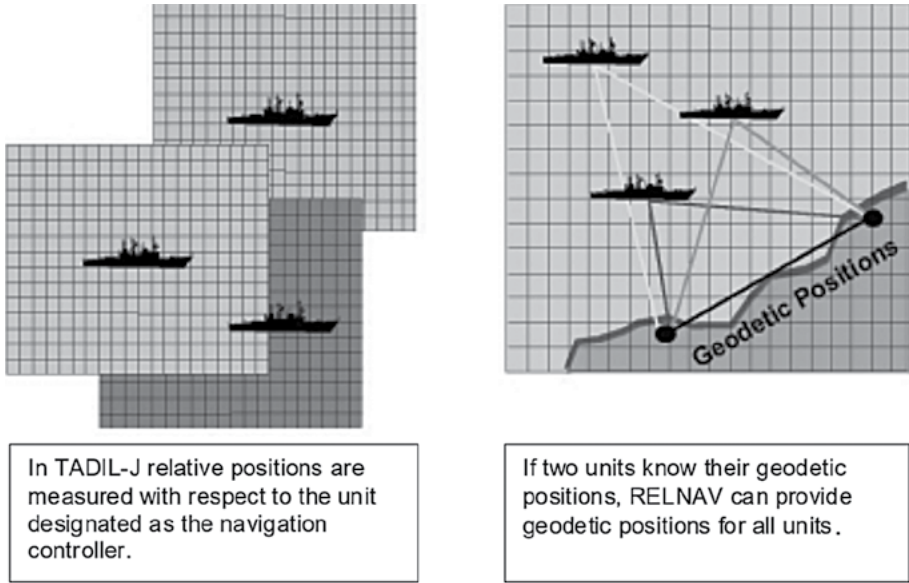 Geodetic Positions
In TADIL-J relative positions are
measured with respect to the unit
designated as the navigation
controller.
If two units know their geodetic
positions, RELNAV can provide
geodetic positions for all units.